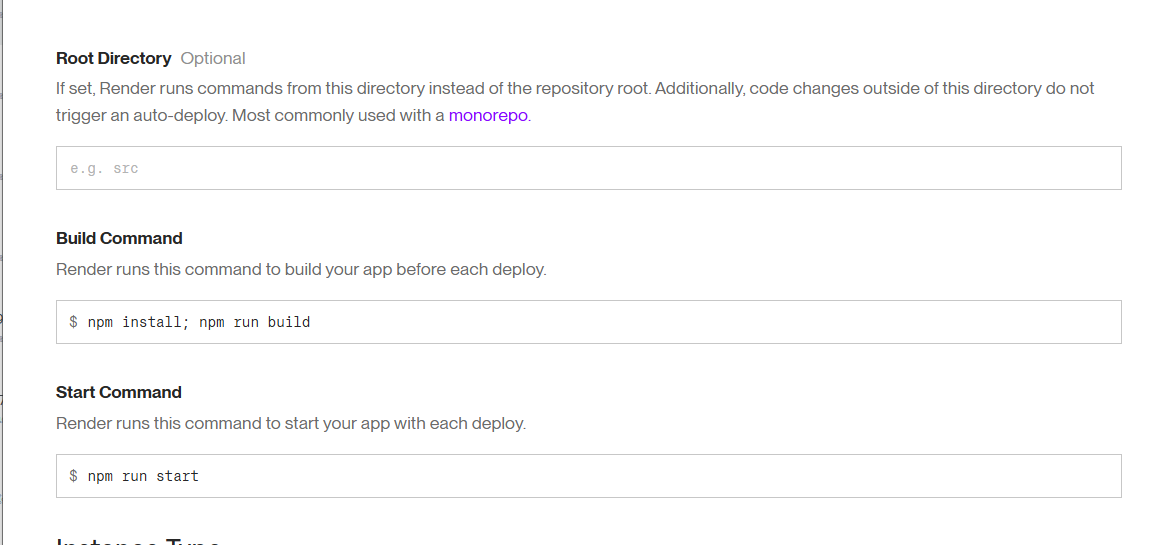 Root Directory Optional
If set, Render runs commands from this directory instead of the repository root. Additionally, code changes outside of this directory do not
trigger an auto-deploy. Most commonly used with a monorepo.
e.g. src
Build Command
Render runs this command to build your app before each deploy.
$ npm install; npm run build
Start Command
Render runs this command to start your app with each deploy.
$ npm run start
Instance Type